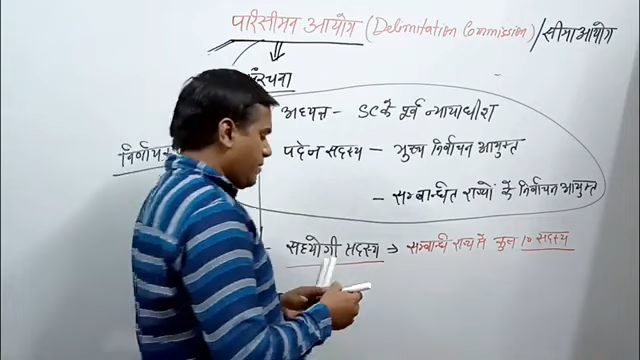 परिसीमन आयोग (Delimitation Commission) / सीमा आयोग
संरचना
अध्यक्ष - SC के पूर्व न्यायाधीश
पदेन सदस्य - मुख्य निर्वाचन आयुक्त
- सम्बन्धित राज्यों के निर्वाचन आयुक्त
सहयोगी सदस्य → सम्बन्धी राज्य से कुल 10 सदस्य